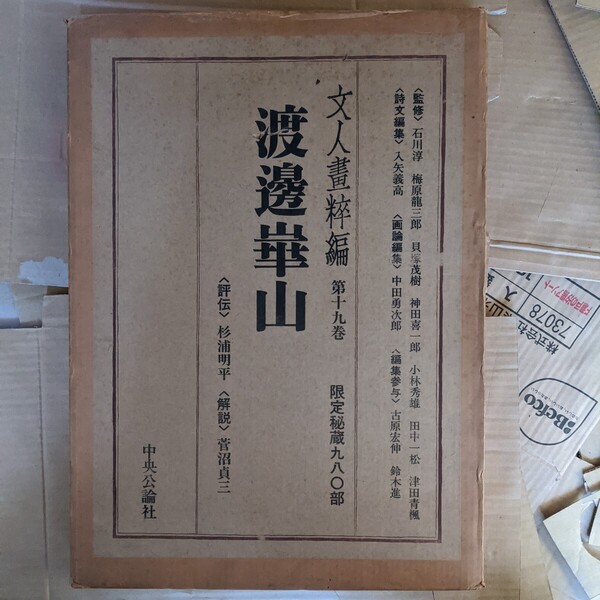 〈監修〉 石川淳 梅原龍三郎 貝塚茂樹 神田喜一郎 小林秀雄 田中一松 津田青楓
〈詩文編集〉 入矢義高 〈画論編集〉 中田勇次郎 〈編集参与〉 古原宏伸 鈴木進
文人畫粹編 第十九巻 限定秘蔵九八〇部
渡邊崋山
〈評伝〉 杉浦明平 〈解説〉 菅沼貞三
中央公論社
株式会社
73078
Befco